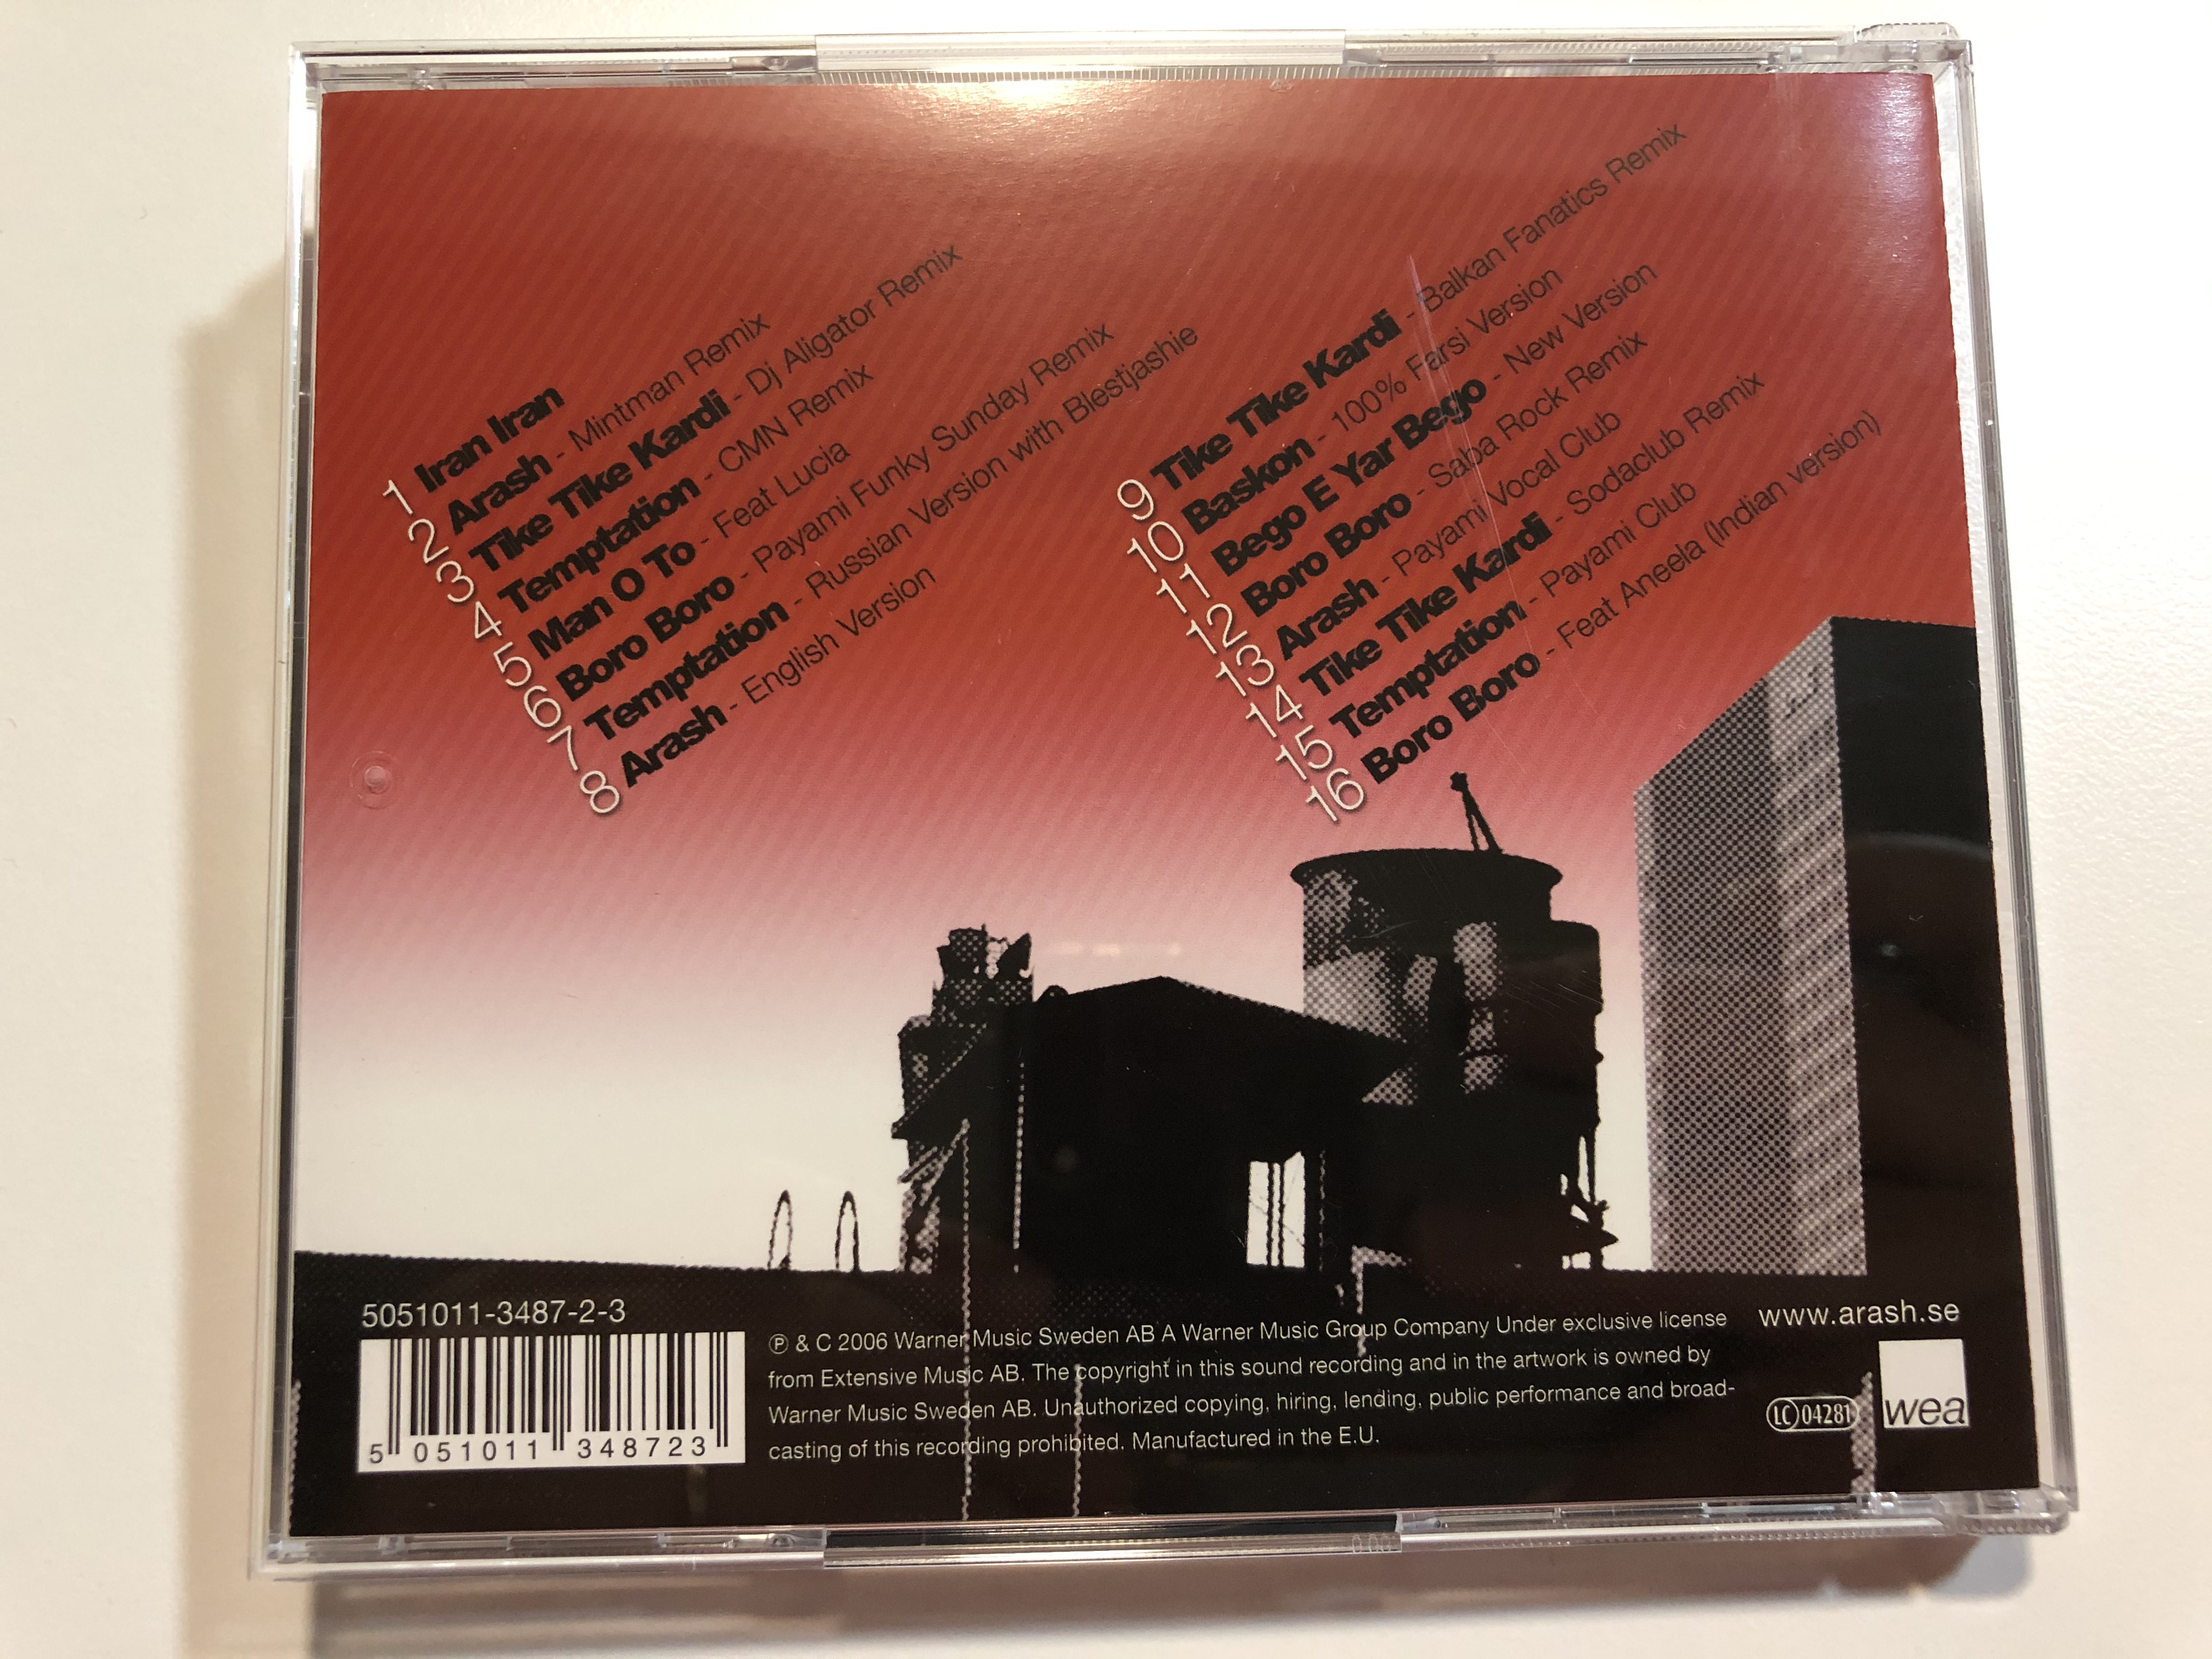 1 Iran Iran
2 Arash - Mintman Remix
3 Tike Tike Kardi - Dj Aligator Remix
4 Temptation - CMN Remix
5 Man O To - Feat Lucia
6 Boro Boro - Payami Funky Sunday Remix
7 Temptation - Russian Version with Blestjashie
8 Arash - English Version
9 Tike Tike Kardi - Balkan Fanatics Remix
10 Baskon - 100% Farsi Version
11 Bego E Yar Bego - New Version
12 Boro Boro - Saba Rock Remix
13 Arash - Payami Vocal Club
14 Tike Tike Kardi - Sodaclub Remix
15 Temptation - Payami Club
16 Boro Boro - Feat Aneela (Indian version)
5051011-3487-2-3
5 051011 348723
℗ & C 2006 Warner Music Sweden AB A Warner Music Group Company Under exclusive license
from Extensive Music AB. The copyright in this sound recording and in the artwork is owned by
Warner Music Sweden AB. Unauthorized copying, hiring, lending, public performance and broad-
casting of this recording prohibited. Manufactured in the E.U.
www.arash.se
LC 04281
wea